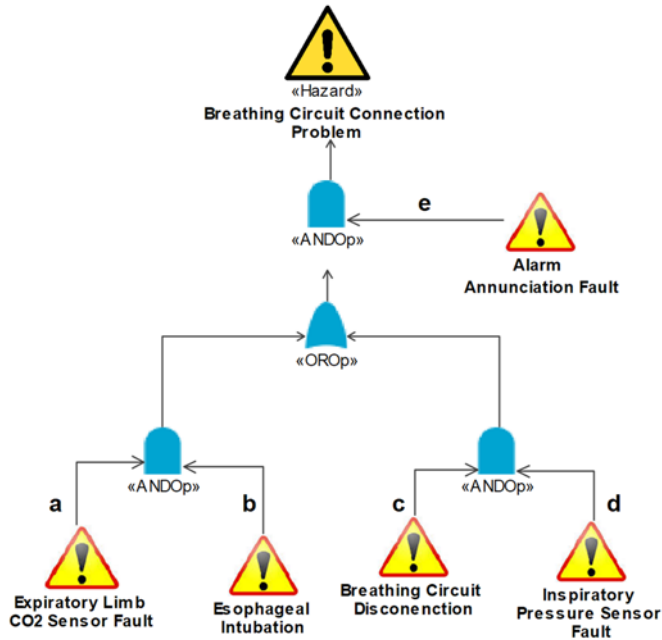 «Hazard»
Breathing Circuit Connection
Problem
e
«ANDOp»
Alarm
Annunciation Fault
«OROp»
«ANDOp»
«ANDOp»
a
b
c
d
Expiratory Limb
CO2 Sensor Fault
Esophageal
Intubation
Breathing Circuit
Disconenction
Inspiratory
Pressure Sensor
Fault